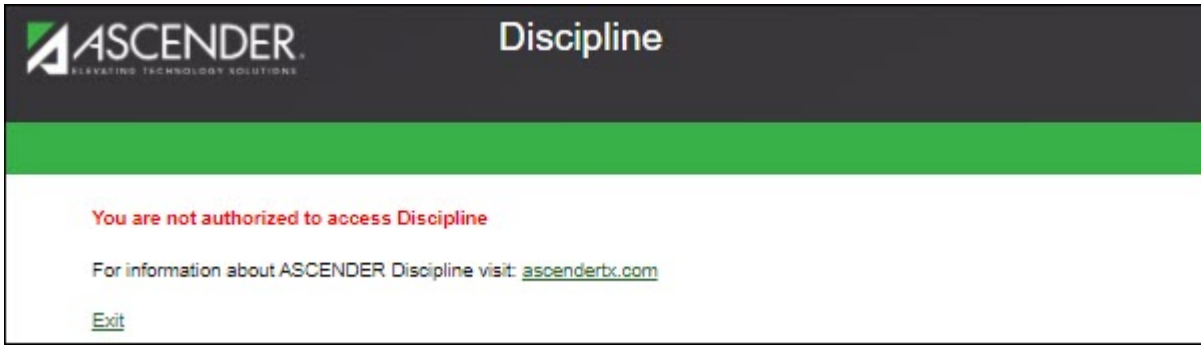 ASCENDER.
ELEVATING TECHNOLOGY SOLUTIONS
Discipline
You are not authorized to access Discipline
For information about ASCENDER Discipline visit: ascendertx.com
Exit